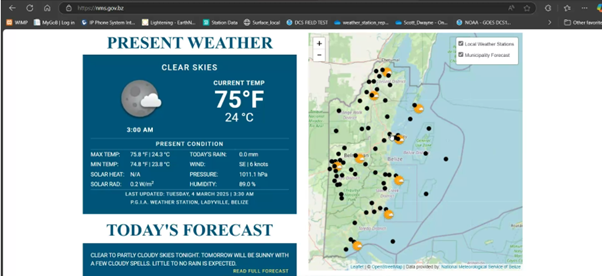 https://nms.gov.bz
WIMP
MyGoB | Log in
IP Phone System Int...
Lightening - EarthN...
Station Data
Surface_local
DCS FIELD TEST
weather_station_rep...
Scott_Dwayne - On...
NOAA - GOES DCS1...
Other favorites
PRESENT WEATHER
CLEAR SKIES
CURRENT TEMP
75°F
24 °C
3:00 AM
PRESENT CONDITION
MAX TEMP: 75.8 °F | 24.3 °C TODAY'S RAIN: 0.0 mm
MIN TEMP: 74.8 °F | 23.8 °C WIND: SE | 6 knots
SOLAR HEAT: N/A PRESSURE: 1011.1 hPa
SOLAR RAD: 0.2 W/m² HUMIDITY: 89.0 %
LAST UPDATED: TUESDAY, 4 MARCH 2025 | 3:30 AM
P.G.I.A. WEATHER STATION, LADYVILLE, BELIZE
TODAY'S FORECAST
CLEAR TO PARTLY CLOUDY SKIES TONIGHT. TOMORROW WILL BE SUNNY WITH
A FEW CLOUDY SPELLS. LITTLE TO NO RAIN IS EXPECTED.
READ FULL FORECAST
+
−
Local Weather Stations
Municipality Forecast
Belize
Leaflet | © OpenStreetMap | Data provided by: National Meteorological Service of Belize